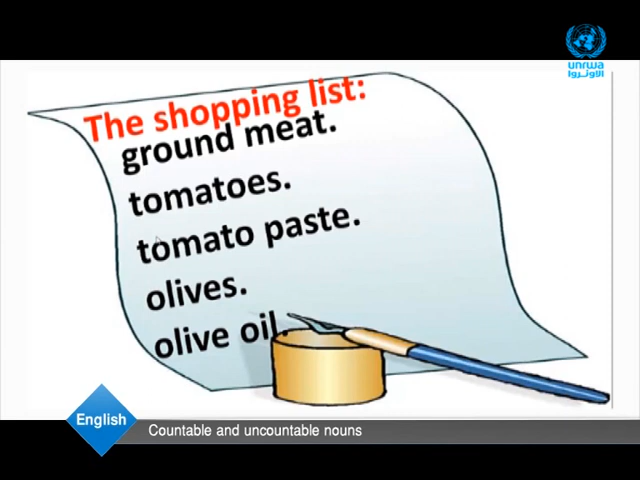 unrwa
الأونروا
The shopping list:
ground meat.
tomatoes.
tomato paste.
olives.
olive oil.
English
Countable and uncountable nouns